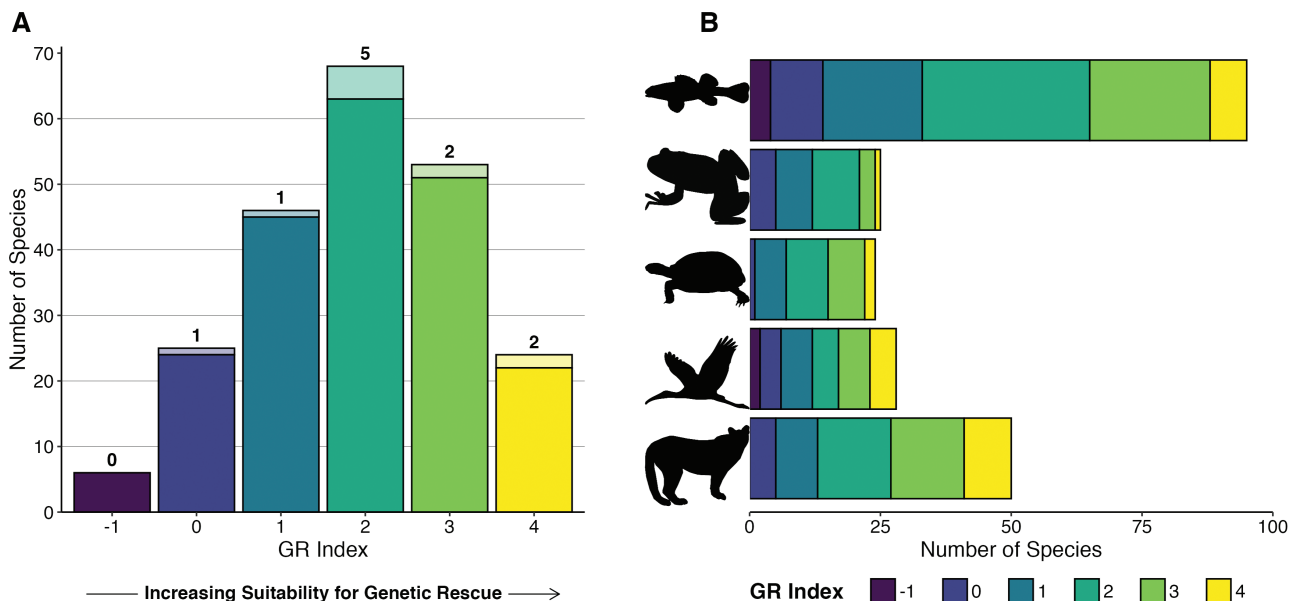 A
Number of Species
70
60
50
40
30
20
10
0
0
1
1
5
2
2
-1 0 1 2 3 4
GR Index
Increasing Suitability for Genetic Rescue
B
0 25 50 75 100
Number of Species
GR Index -1 0 1 2 3 4